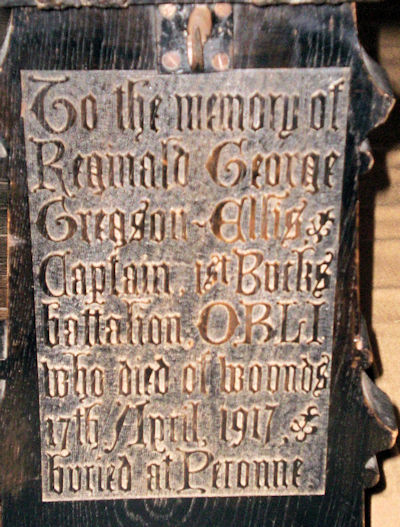 To the memory of
Reginald George
Gregson-Ellis,
Captain, 1st Bucks
battalion, OBLI
who died of wounds
17th April, 1917,
buried at Peronne